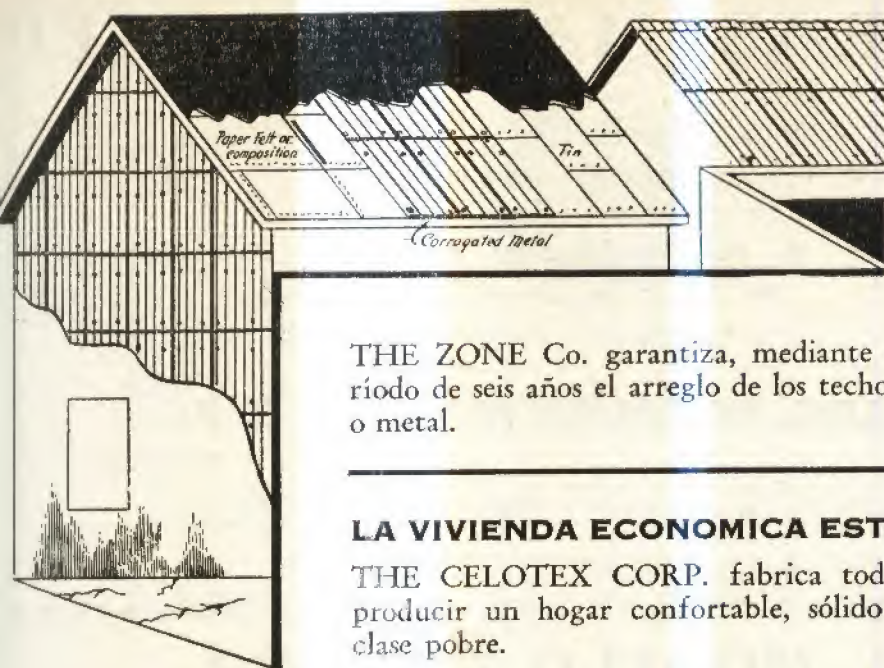 Paper Felt or
composition
Tin
Corrogated Metal
THE ZONE Co. garantiza, mediante
ríodo de seis años el arreglo de los techo
o metal.
LA VIVIENDA ECONOMICA EST
THE CELOTEX CORP. fabrica tod
producir un hogar confortable, sólido
clase pobre.